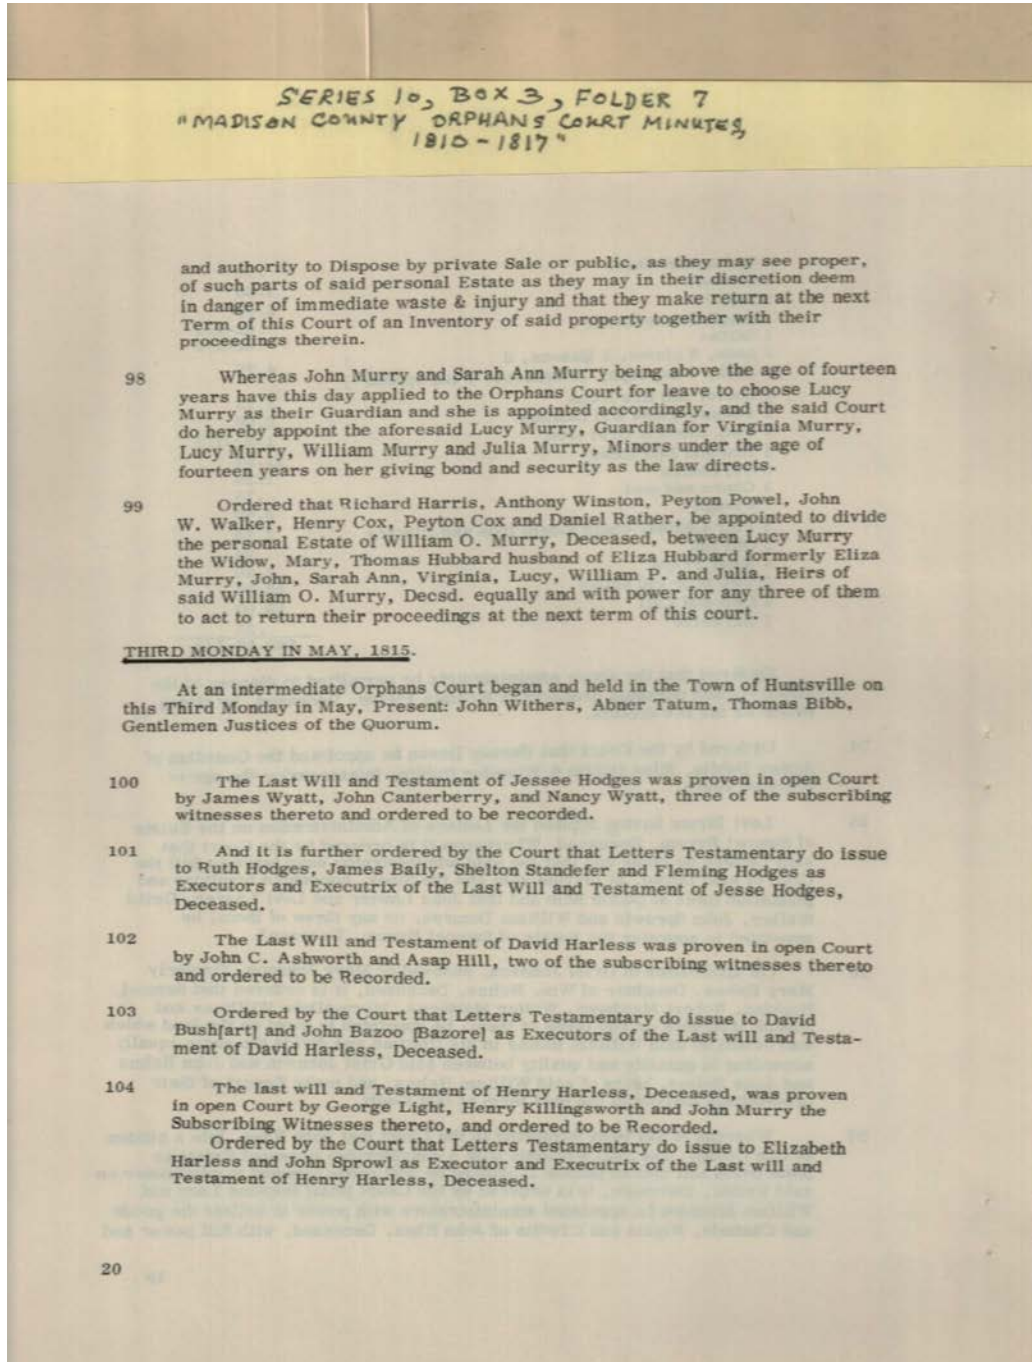 SERIES 10, BOX 3, FOLDER 7
"MADISON COUNTY ORPHANS COURT MINUTES,
1810-1817"
and authority to Dispose by private Sale or public, as they may see proper,
of such parts of said personal Estate as they may in their discretion deem
in danger of immediate waste & injury and that they make return at the next
Term of this Court of an Inventory of said property together with their
proceedings therein.
98 Whereas John Murry and Sarah Ann Murry being above the age of fourteen
years have this day applied to the Orphans Court for leave to choose Lucy
Murry as their Guardian and she is appointed accordingly, and the said Court
do hereby appoint the aforesaid Lucy Murry, Guardian for Virginia Murry,
Lucy Murry, William Murry and Julia Murry, Minors under the age of
fourteen years on her giving bond and security as the law directs.
99 Ordered that Richard Harris, Anthony Winston, Peyton Powel, John
W. Walker, Henry Cox, Peyton Cox and Daniel Rather, be appointed to divide
the personal Estate of William O. Murry, Deceased, between Lucy Murry
the Widow, Mary, Thomas Hubbard husband of Eliza Hubbard formerly Eliza
Murry, John, Sarah Ann, Virginia, Lucy, William P. and Julia, Heirs of
said William O. Murry, Decsd. equally and with power for any three of them
to act to return their proceedings at the next term of this court.
THIRD MONDAY IN MAY, 1815.
At an intermediate Orphans Court began and held in the Town of Huntsville on
this Third Monday in May, Present: John Withers, Abner Tatum, Thomas Bibb,
Gentlemen Justices of the Quorum.
100 The Last Will and Testament of Jessee Hodges was proven in open Court
by James Wyatt, John Canterberry, and Nancy Wyatt, three of the subscribing
witnesses thereto and ordered to be recorded.
101 And it is further ordered by the Court that Letters Testamentary do issue
to Ruth Hodges, James Baily, Shelton Standefer and Fleming Hodges as
Executors and Executrix of the Last Will and Testament of Jesse Hodges,
Deceased.
102 The Last Will and Testament of David Harless was proven in open Court
by John C. Ashworth and Asap Hill, two of the subscribing witnesses thereto
and ordered to be Recorded.
103 Ordered by the Court that Letters Testamentary do issue to David
Bush[art] and John Bazoo [Bazore] as Executors of the Last will and Testa-
ment of David Harless, Deceased.
104 The last will and Testament of Henry Harless, Deceased, was proven
in open Court by George Light, Henry Killingsworth and John Murry the
Subscribing Witnesses thereto, and ordered to be Recorded.
Ordered by the Court that Letters Testamentary do issue to Elizabeth
Harless and John Sprowl as Executor and Executrix of the Last will and
Testament of Henry Harless, Deceased.
20